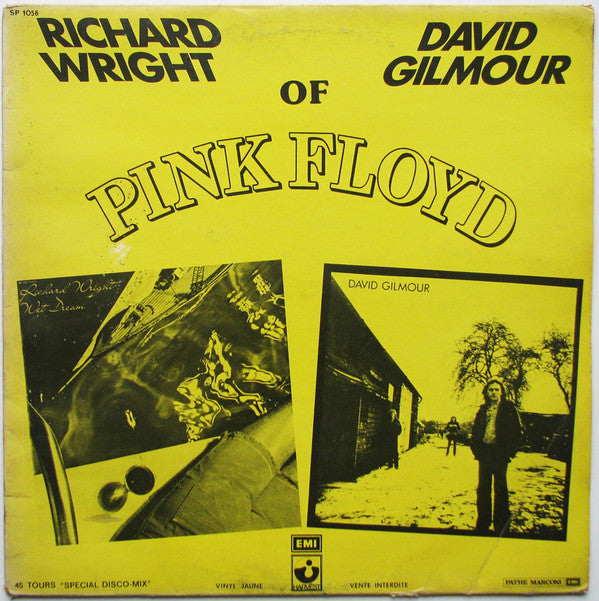 SP 1056
RICHARD
WRIGHT
DAVID
GILMOUR
OF
PINK FLOYD
Richard Wright
Wet Dream
DAVID GILMOUR
EMI
HARVEST
45 TOURS "SPECIAL DISCO-MIX"
VINYL JAUNE
VENTE INTERDITE
PATHE MARCONI EMI